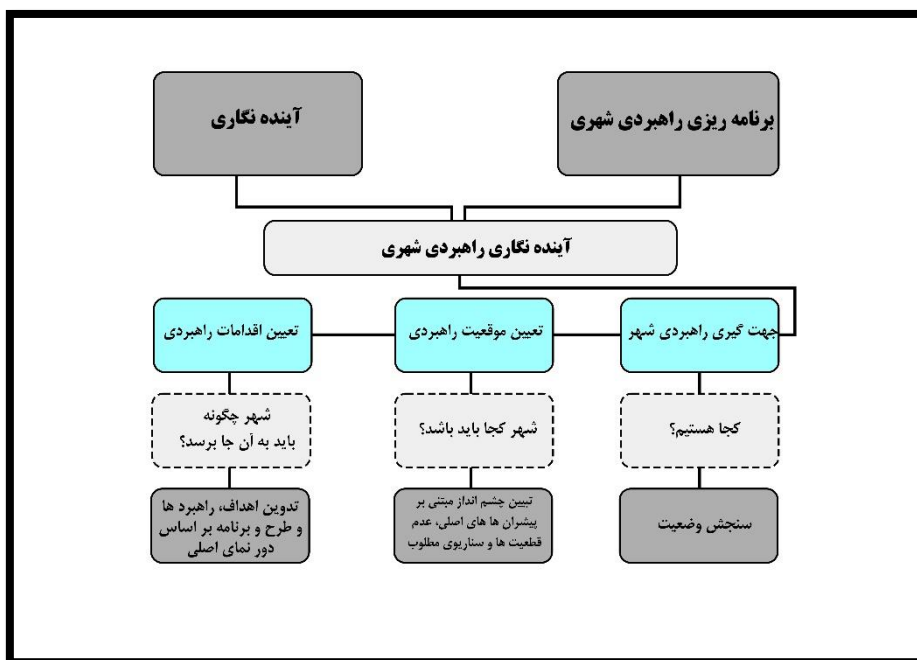 برنامه ریزی راهبردی شهری
آینده نگاری
آینده نگاری راهبردی شهری
جهت گیری راهبردی شهر
تعیین موقعیت راهبردی
تعیین اقدامات راهبردی
کجا هستیم؟
شهر کجا باید باشد؟
شهر چگونه
باید به آن جا برسد؟
سنجش وضعیت
تبیین چشم انداز مبتنی بر
پیشران ها های اصلی، عدم
قطعیت ها و سناریوی مطلوب
تدوین اهداف، راهبرد ها
و طرح و برنامه بر اساس
دور نمای اصلی